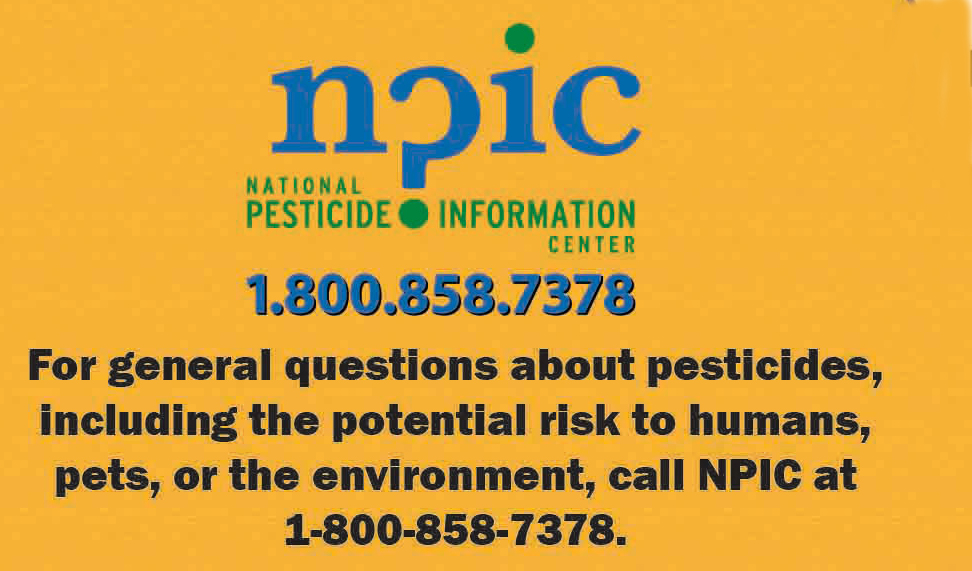 npic
NATIONAL
PESTICIDE INFORMATION
CENTER
1.800.858.7378
For general questions about pesticides,
including the potential risk to humans,
pets, or the environment, call NPIC at
1-800-858-7378.